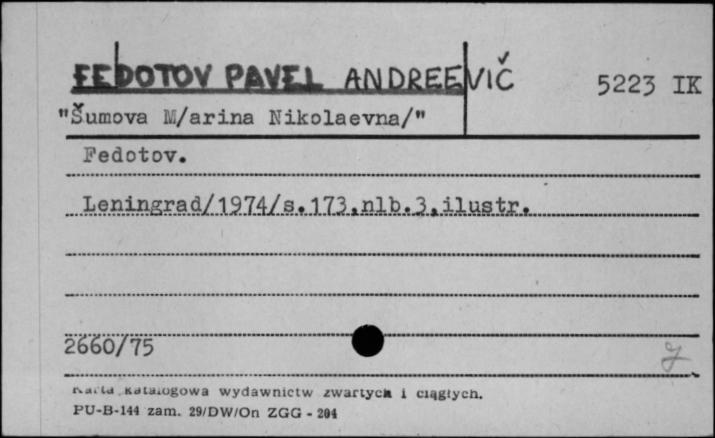 FEDOTOV PAVEL ANDREEVIČ 5223 IK
"Šumova M/arina Nikolaevna/"
Fedotov.
Leningrad/1974/s.173,nlb.3,ilustr.
2660/75
Karta katalogowa wydawnictw zwartych i ciągłych.
PU-B-144 zam. 29/DW/On ZGG - 204